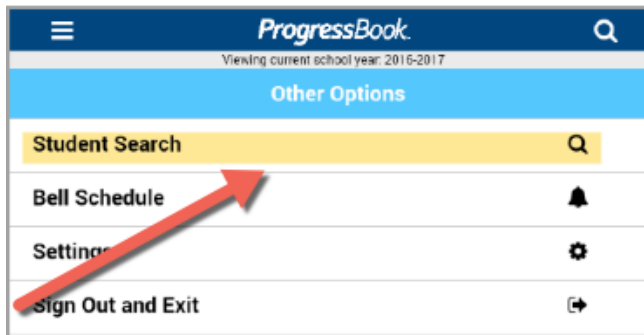 ProgressBook.
Viewing current school year: 2016-2017
Other Options
Student Search
Bell Schedule
Settings
Sign Out and Exit